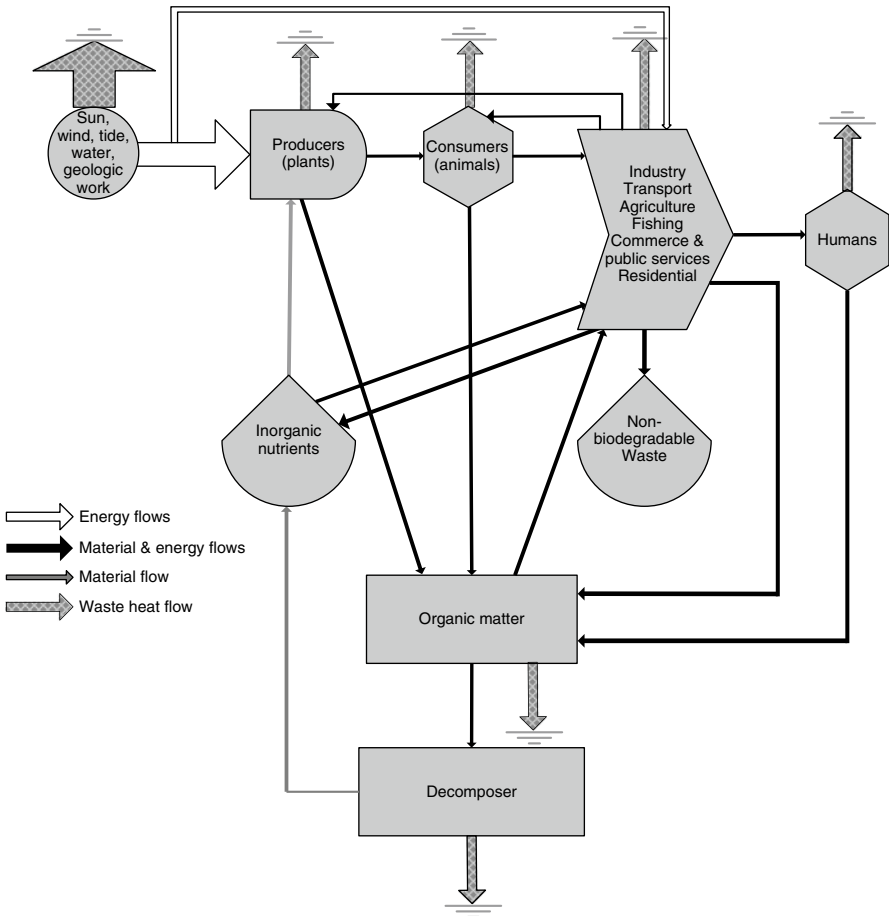 Sun,
wind, tide,
water,
geologic
work
Producers
(plants)
Consumers
(animals)
Industry
Transport
Agriculture
Fishing
Commerce &
public services
Residential
Humans
Inorganic
nutrients
Non-
biodegradable
Waste
Energy flows
Material & energy flows
Material flow
Waste heat flow
Organic matter
Decomposer